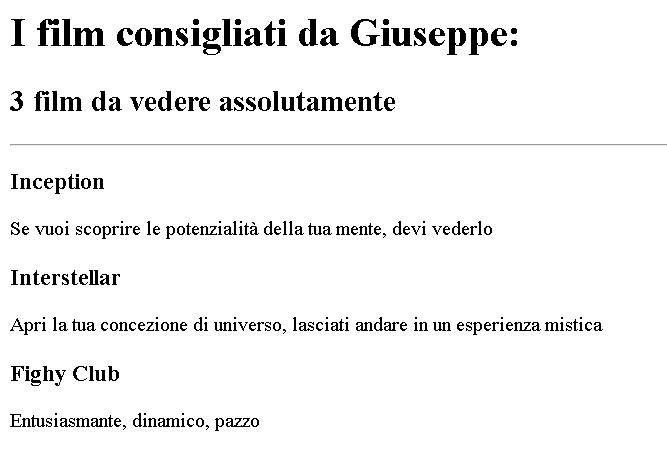 I film consigliati da Giuseppe:
3 film da vedere assolutamente
Inception
Se vuoi scoprire le potenzialità della tua mente, devi vederlo
Interstellar
Apri la tua concezione di universo, lasciati andare in un esperienza mistica
Fighy Club
Entusiasmante, dinamico, pazzo